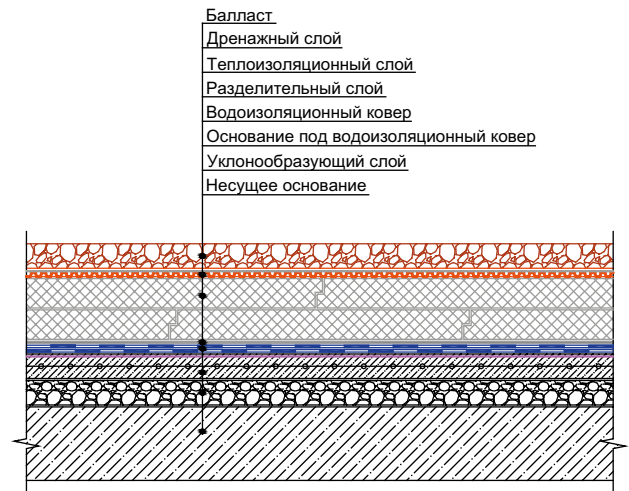 Балласт
Дренажный слой
Теплоизоляционный слой
Разделительный слой
Водоизоляционный ковер
Основание под водоизоляционный ковер
Уклонообразующий слой
Несущее основание